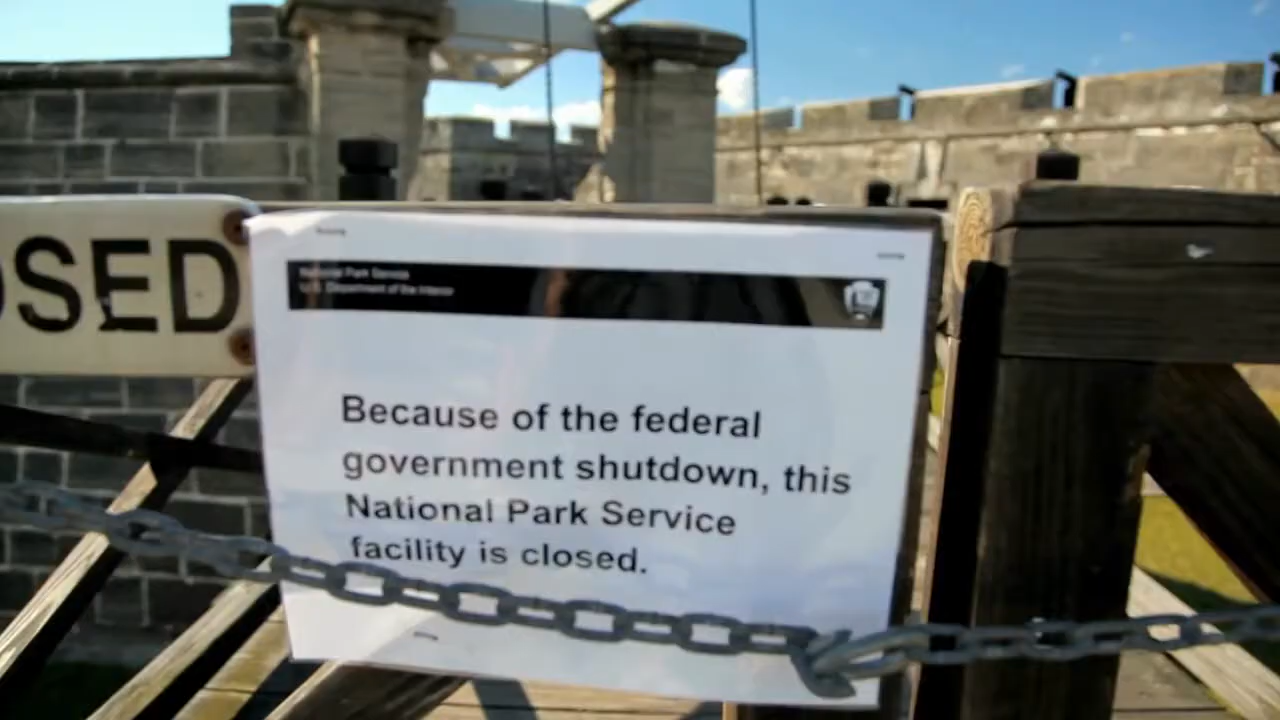 OSED
National Park Service
U.S. Department of the Interior
Because of the federal
government shutdown, this
National Park Service
facility is closed.